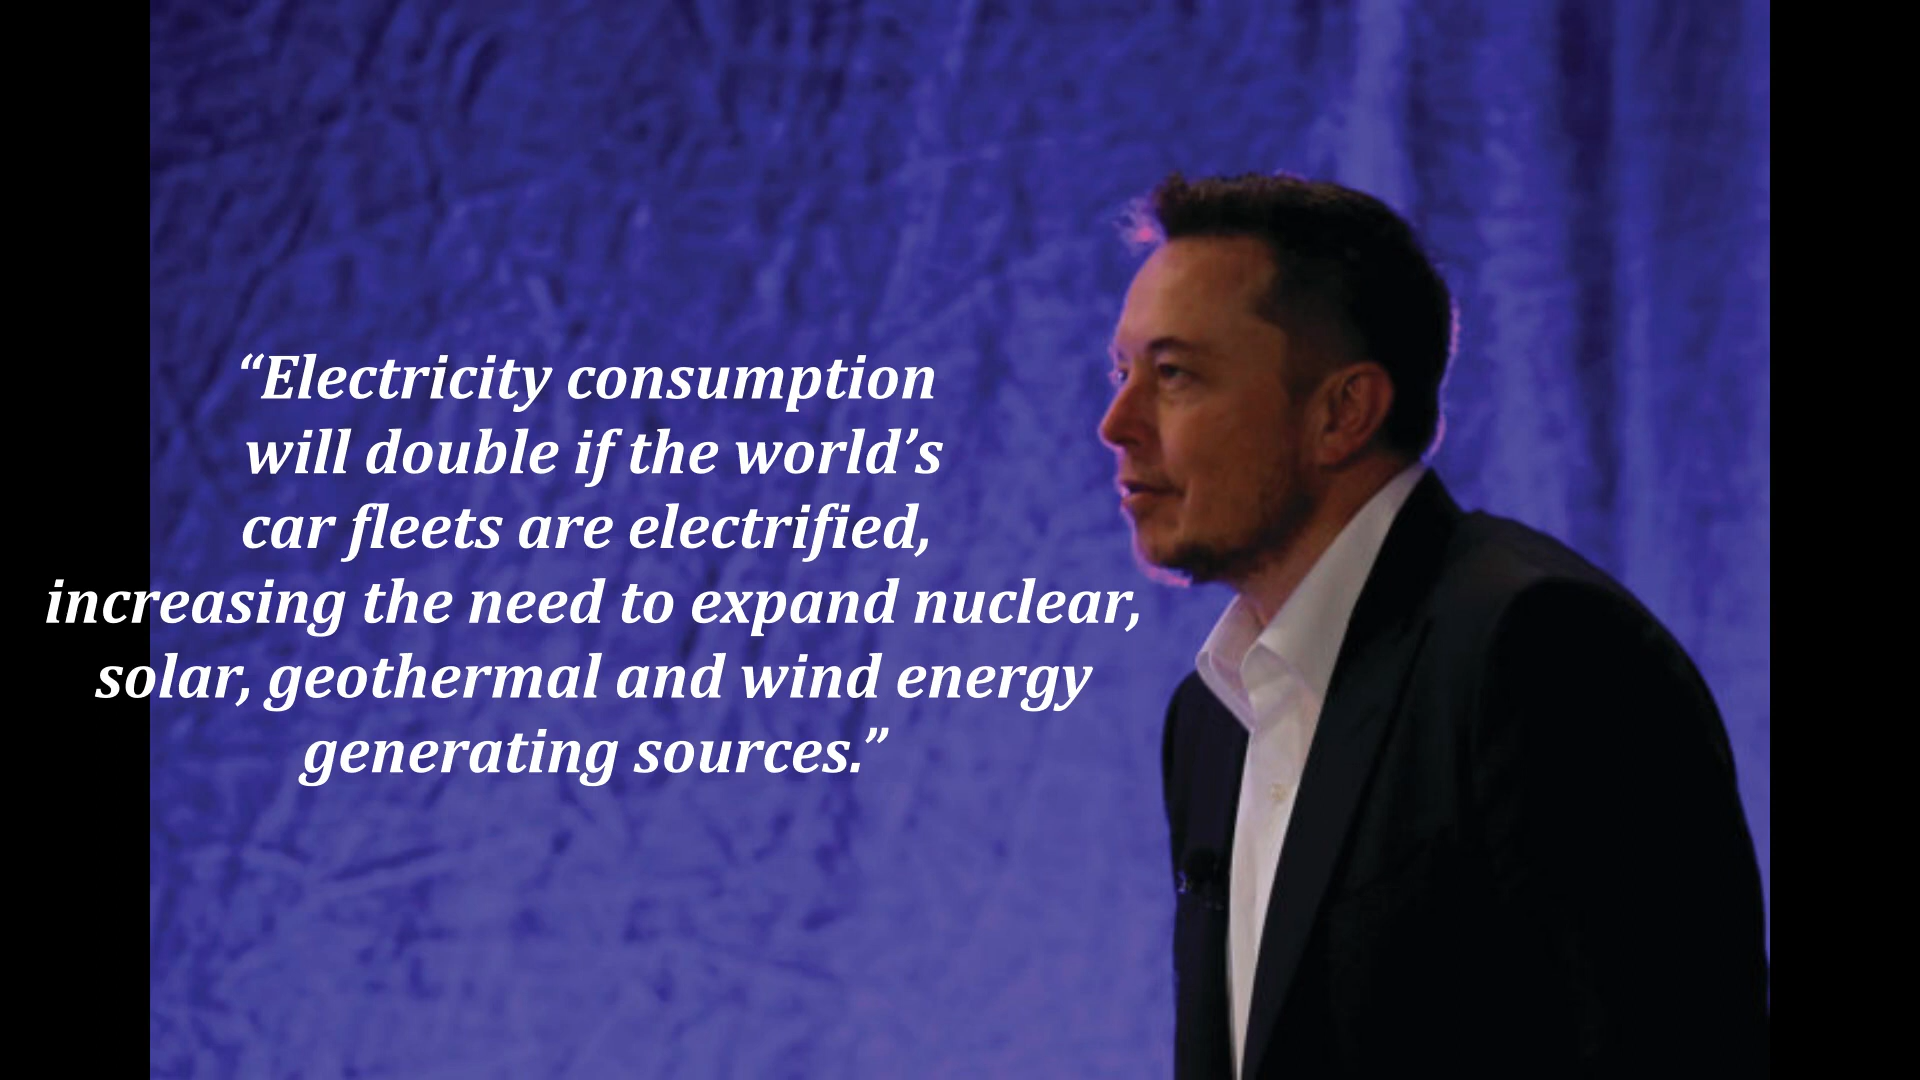 “Electricity consumption
will double if the world’s
car fleets are electrified,
increasing the need to expand nuclear,
solar, geothermal and wind energy
generating sources.”